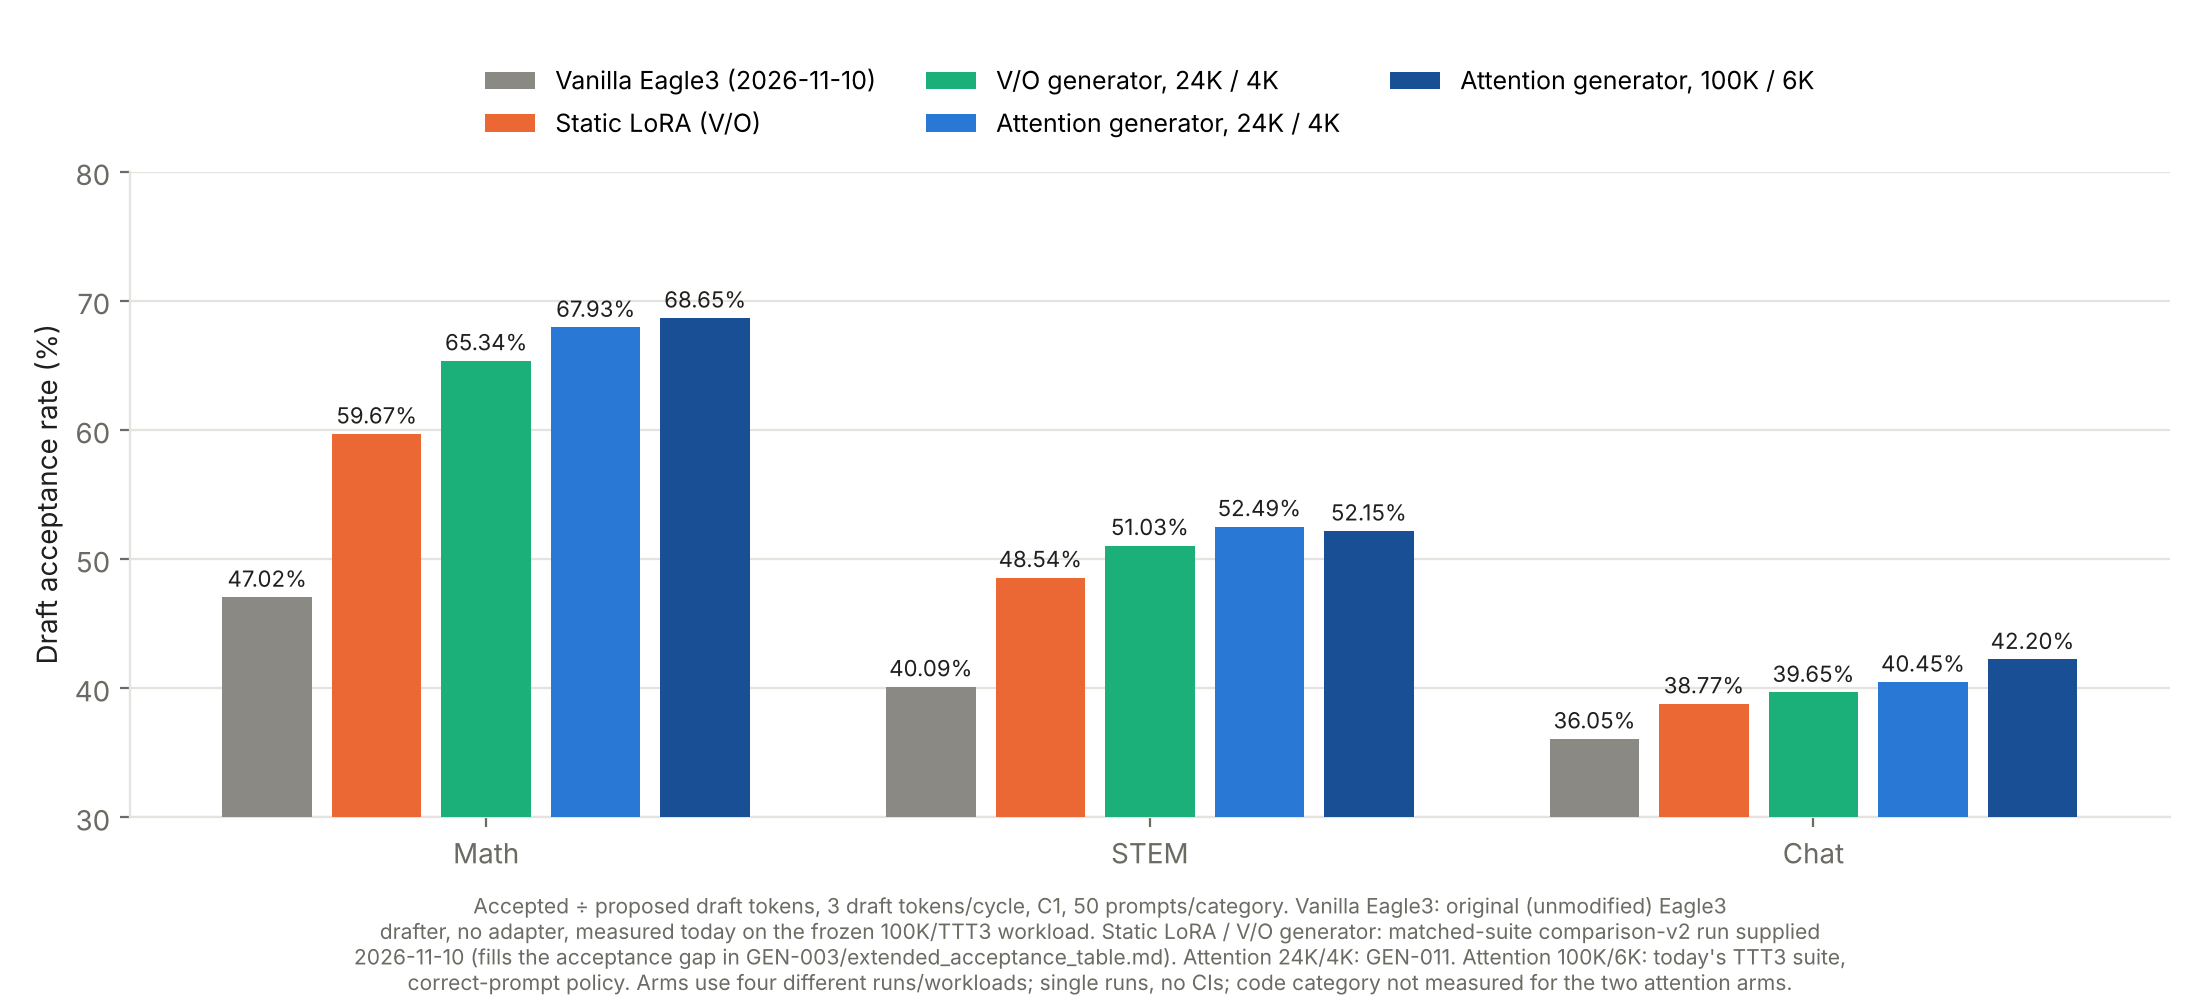 Vanilla Eagle3 (2026-11-10)
Static LoRA (V/O)
V/O generator, 24K / 4K
Attention generator, 24K / 4K
Attention generator, 100K / 6K
Draft acceptance rate (%)
80
70
60
50
40
30
47.02%
59.67%
65.34%
67.93%
68.65%
40.09%
48.54%
51.03%
52.49%
52.15%
36.05%
38.77%
39.65%
40.45%
42.20%
Math
STEM
Chat
Accepted ÷ proposed draft tokens, 3 draft tokens/cycle, C1, 50 prompts/category. Vanilla Eagle3: original (unmodified) Eagle3
drafter, no adapter, measured today on the frozen 100K/TTT3 workload. Static LoRA / V/O generator: matched-suite comparison-v2 run supplied
2026-11-10 (fills the acceptance gap in GEN-003/extended_acceptance_table.md). Attention 24K/4K: GEN-011. Attention 100K/6K: today's TTT3 suite,
correct-prompt policy. Arms use four different runs/workloads; single runs, no CIs; code category not measured for the two attention arms.